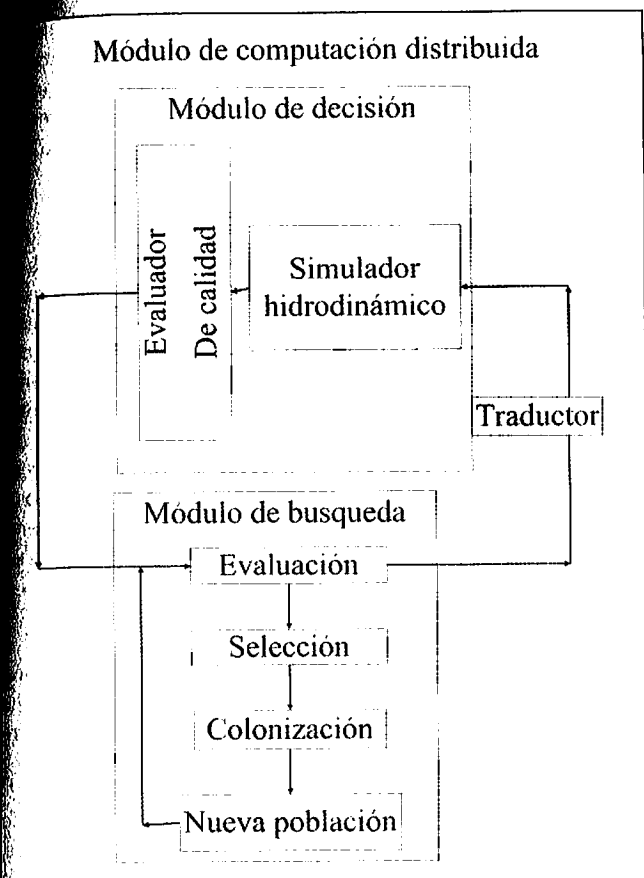 Módulo de computación distribuida
Módulo de decisión
Evaluador
De calidad
Simulador
hidrodinámico
Traductor
Módulo de busqueda
Evaluación
Selección
Colonización
Nueva población